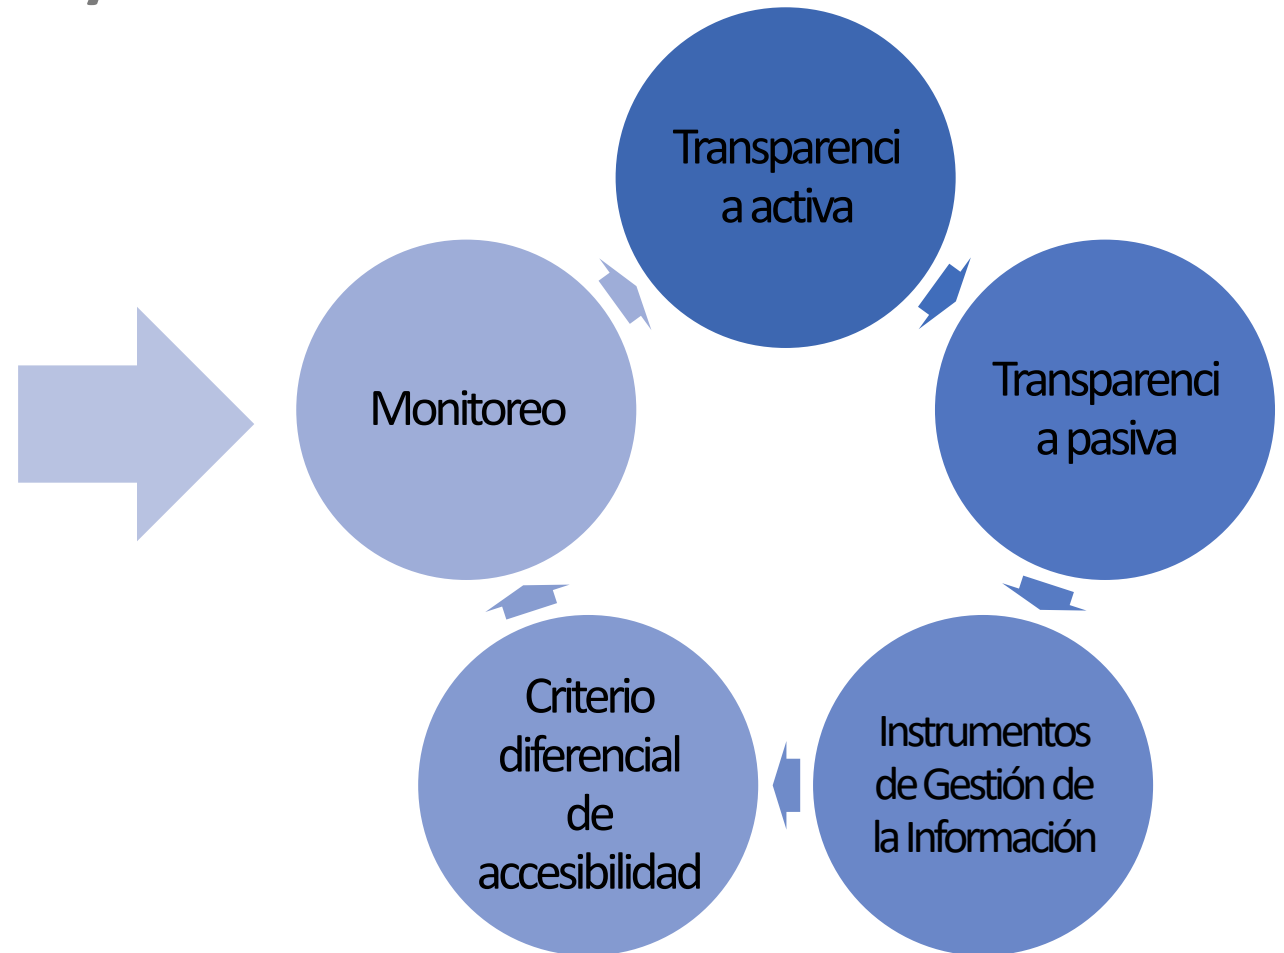 Transparenci
a activa
Transparenci
a pasiva
Instrumentos
de Gestión de
la Información
Criterio
diferencial
de
accesibilidad
Monitoreo